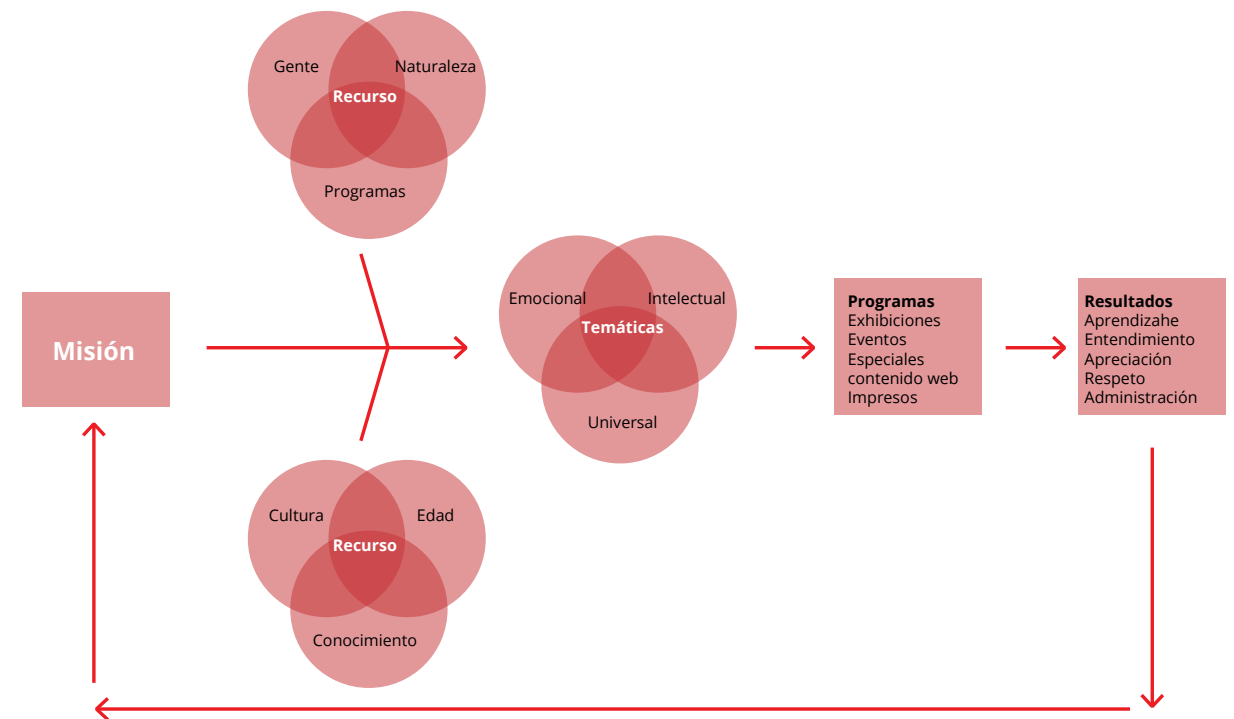 Gente
Naturaleza
Recurso
Programas
Misión
Emocional
Intelectual
Temáticas
Universal
Programas
Exhibiciones
Eventos
Especiales
contenido web
Impresos
Resultados
Aprendizahe
Entendimiento
Apreciación
Respeto
Administración
Cultura
Edad
Recurso
Conocimiento